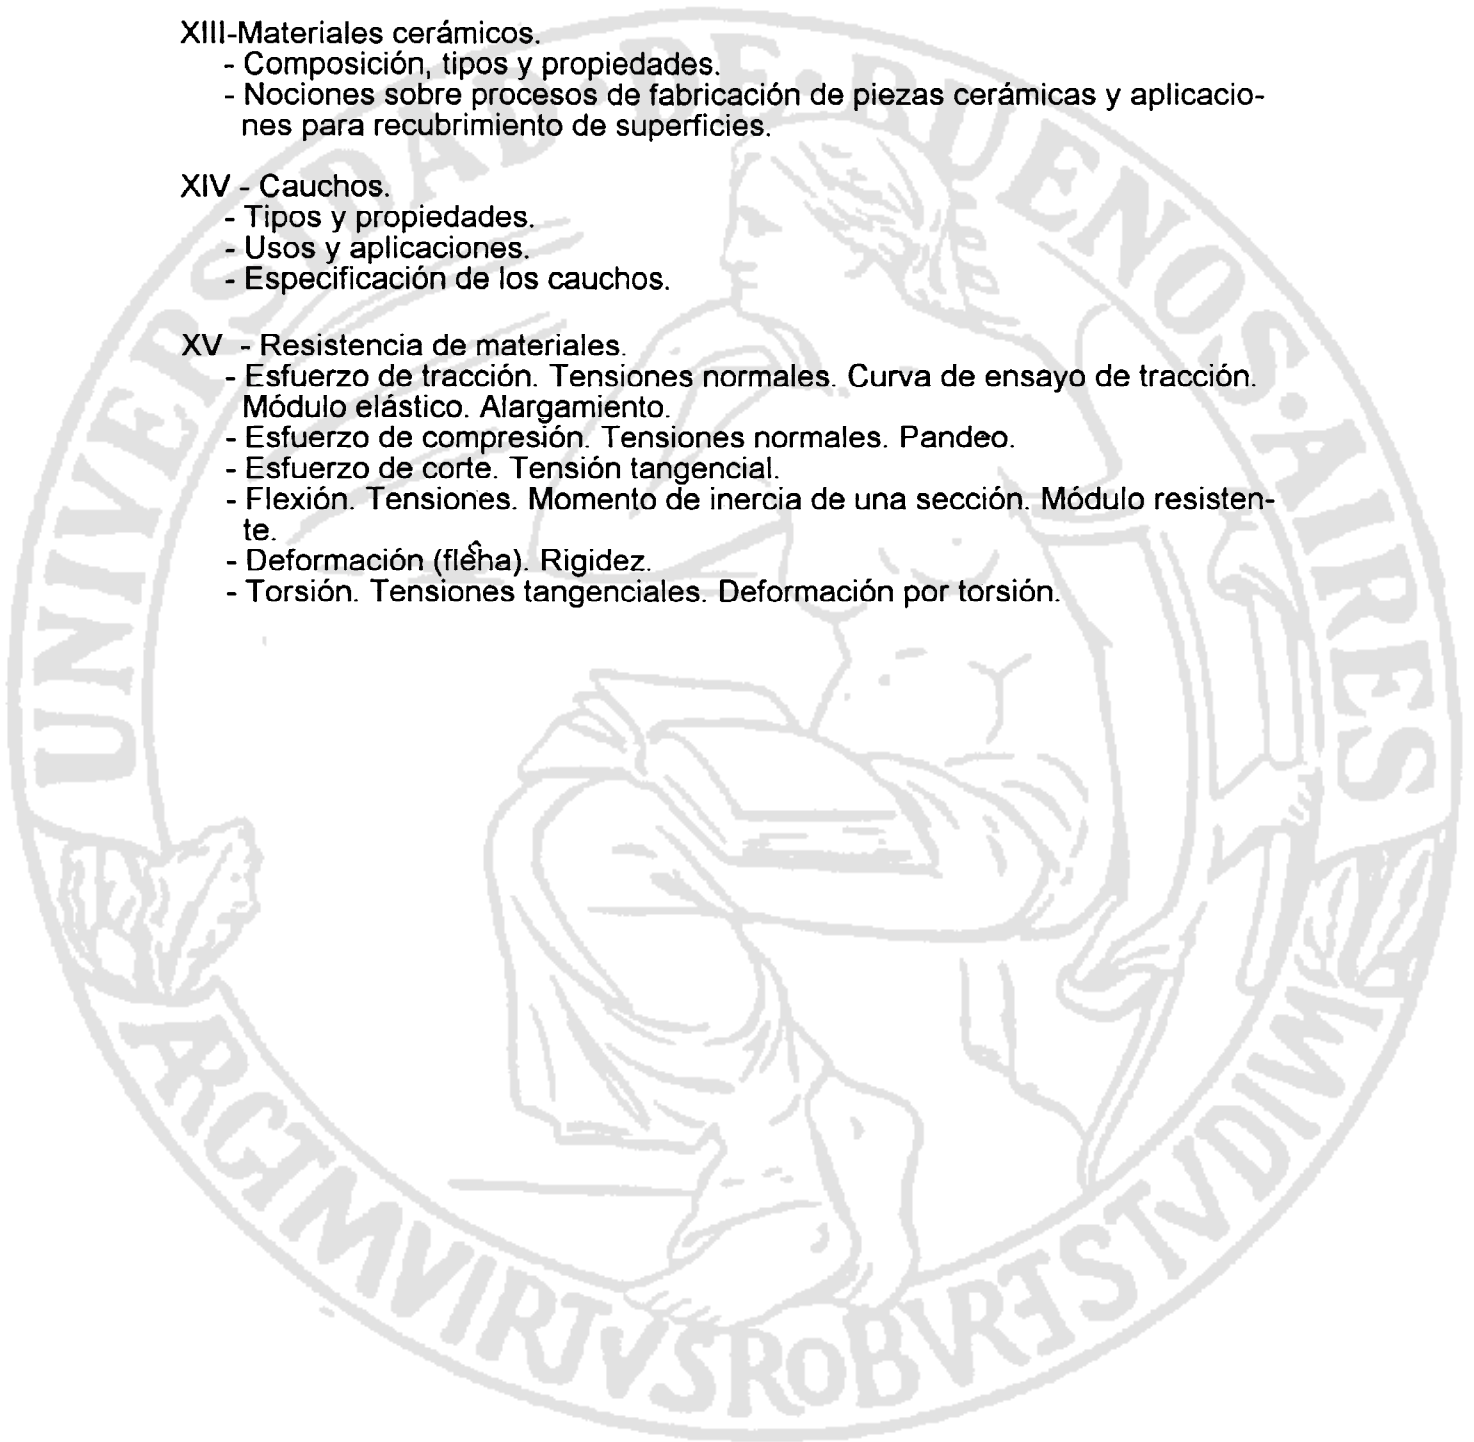 XIII-Materiales cerámicos.
- Composición, tipos y propiedades.
- Nociones sobre procesos de fabricación de piezas cerámicas y aplicacio-
nes para recubrimiento de superficies.
XIV - Cauchos.
- Tipos y propiedades.
- Usos y aplicaciones.
- Especificación de los cauchos.
XV - Resistencia de materiales.
- Esfuerzo de tracción. Tensiones normales. Curva de ensayo de tracción.
Módulo elástico. Alargamiento.
- Esfuerzo de compresión. Tensiones normales. Pandeo.
- Esfuerzo de corte. Tensión tangencial.
- Flexión. Tensiones. Momento de inercia de una sección. Módulo resisten-
te.
- Deformación (fleha). Rigidez.
- Torsión. Tensiones tangenciales. Deformación por torsión.
UNIVERSIDAD • DE • BUENOS • AIRES
ARGTMVIRTVSROBVRESTVDIVM